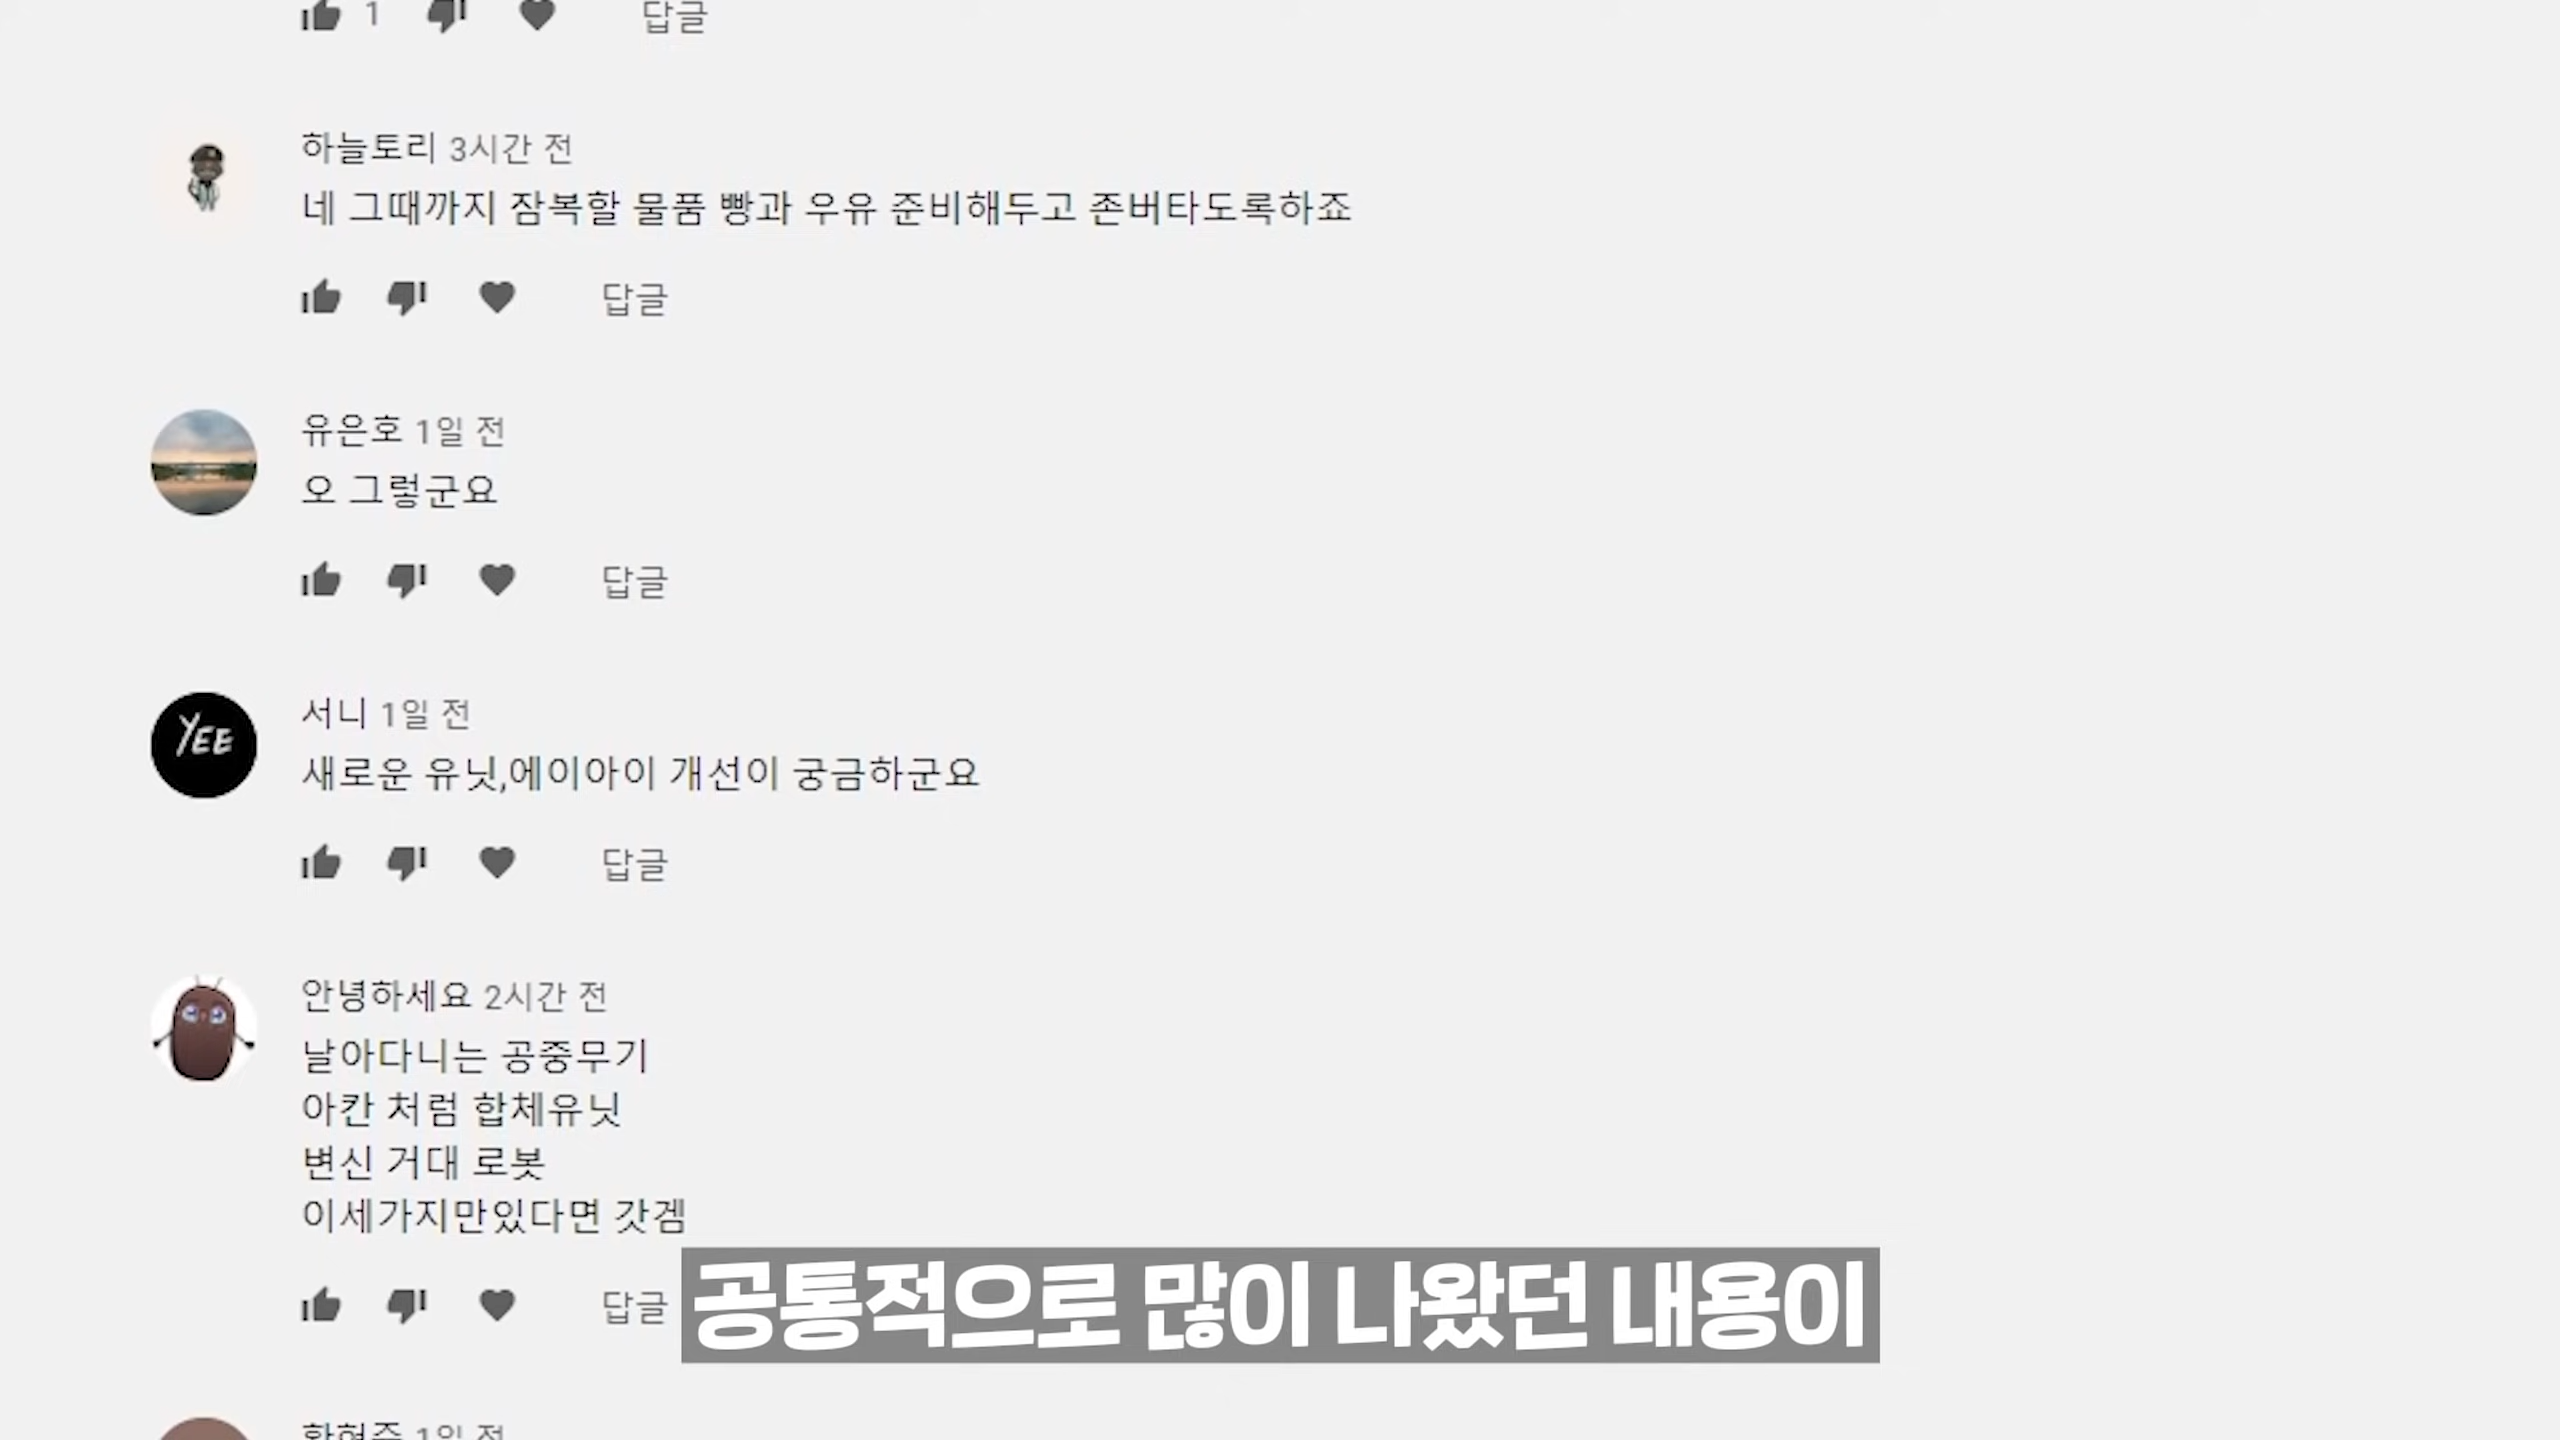 1 답글
하늘토리 3시간 전
네 그때까지 잠복할 물품 빵과 우유 준비해두고 존버타도록하죠
답글
유은호 1일 전
오 그렇군요
답글
YEE
서니 1일 전
새로운 유닛,에이아이 개선이 궁금하군요
답글
안녕하세요 2시간 전
날아다니는 공중무기
아칸 처럼 합체유닛
변신 거대 로봇
이세가지만있다면 갓겜
답글
공통적으로 많이 나왔던 내용이
1일 전